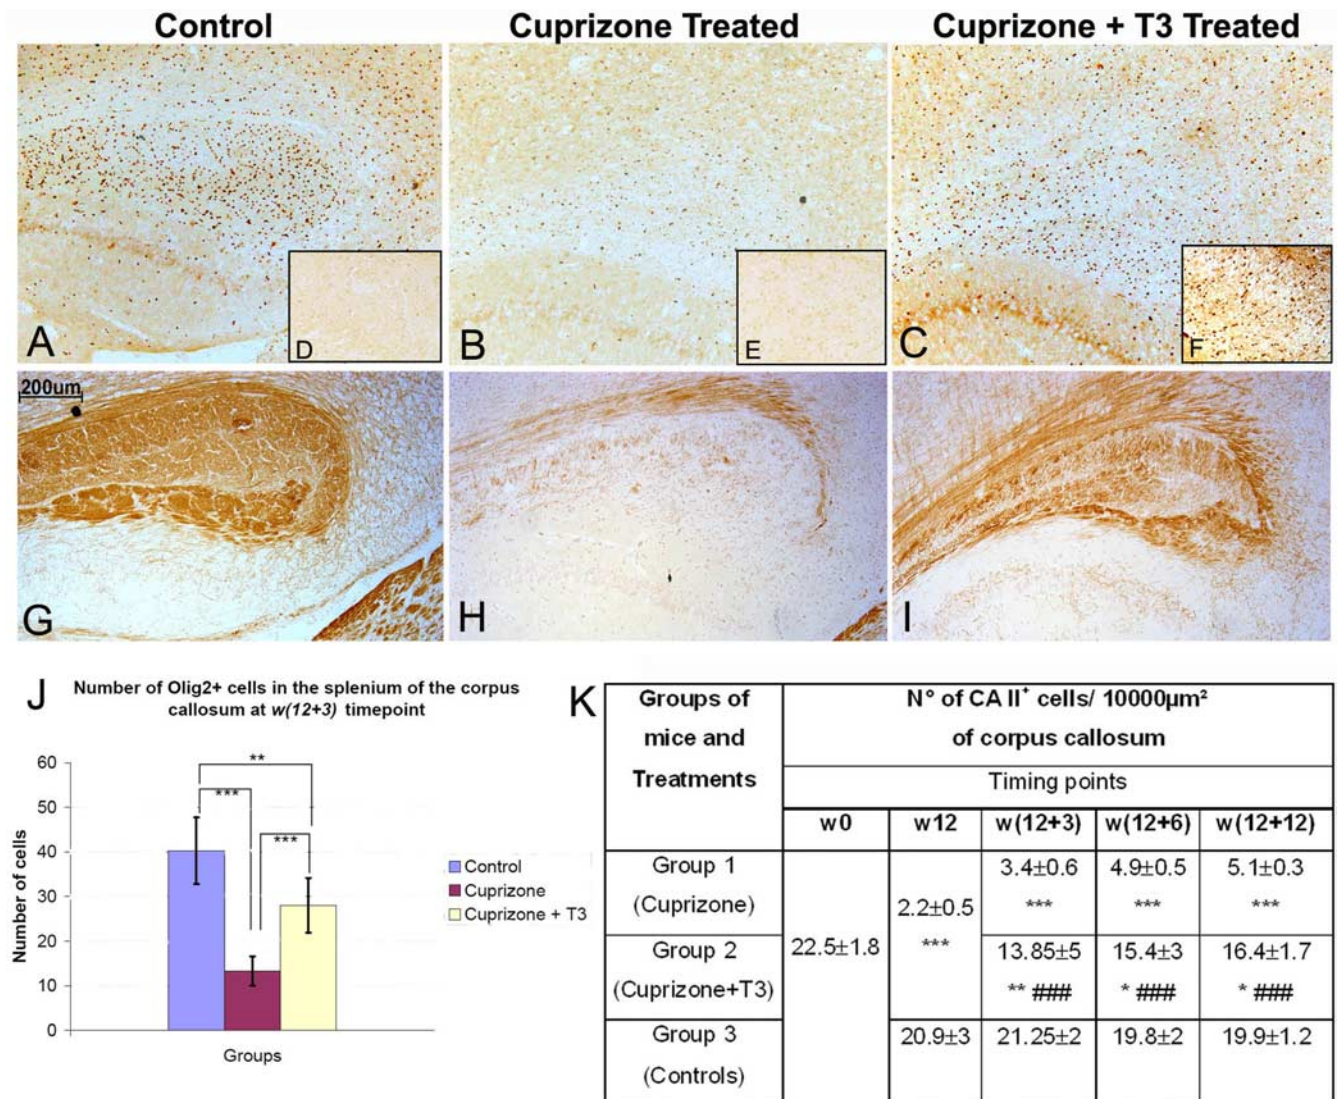 Control
Cuprizone Treated
Cuprizone + T3 Treated
A
D
B
E
C
F
200um
G
H
I
J
Number of Olig2+ cells in the splenium of the corpus
callosum at w(12+3) timepoint
Number of cells
60
50
40
30
20
10
0
**
***
***
Groups
Control
Cuprizone
Cuprizone + T3
K
Groups of
mice and
Treatments
N° of CA II⁺ cells/ 10000µm²
of corpus callosum
Timing points
w0 w12 w(12+3) w(12+6) w(12+12)
Group 1
(Cuprizone)
22.5±1.8
2.2±0.5
***
3.4±0.6
***
4.9±0.5
***
5.1±0.3
***
Group 2
(Cuprizone+T3)
13.85±5
** ###
15.4±3
* ###
16.4±1.7
* ###
Group 3
(Controls)
20.9±3
21.25±2
19.8±2
19.9±1.2